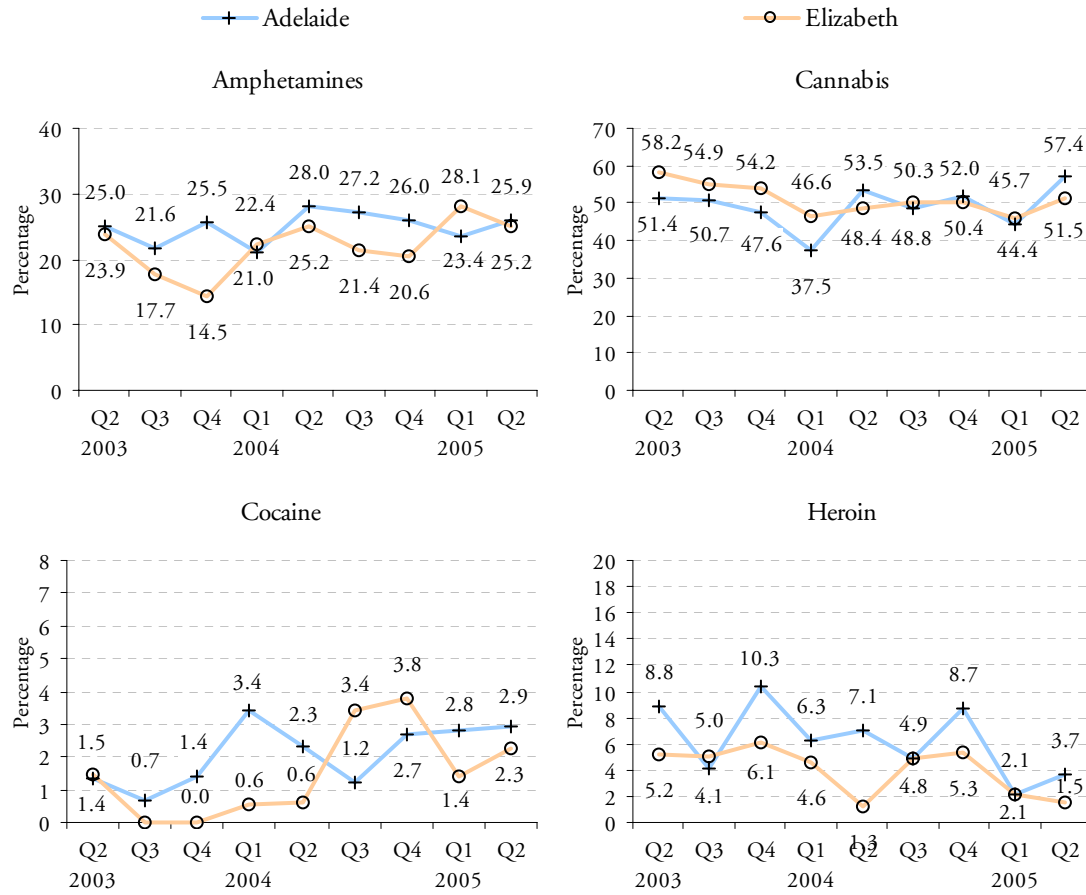 Adelaide Elizabeth
Amphetamines
Percentage
40
30
20
10
0
25.0 21.6 25.5 22.4 28.0 27.2 26.0 28.1 25.9
23.9 17.7 14.5 21.0 25.2 21.4 20.6 23.4 25.2
Q2 Q3 Q4 Q1 Q2 Q3 Q4 Q1 Q2
2003 2004 2005
Cannabis
Percentage
70
60
50
40
30
20
10
0
58.2 54.9 54.2 46.6 53.5 50.3 52.0 45.7 57.4
51.4 50.7 47.6 37.5 48.4 48.8 50.4 44.4 51.5
Q2 Q3 Q4 Q1 Q2 Q3 Q4 Q1 Q2
2003 2004 2005
Cocaine
Percentage
8
7
6
5
4
3
2
1
0
1.5 0.7 1.4 3.4 2.3 3.4 3.8 2.8 2.9
1.4 0.0 0.6 0.6 1.2 2.7 1.4 2.3
Q2 Q3 Q4 Q1 Q2 Q3 Q4 Q1 Q2
2003 2004 2005
Heroin
Percentage
20
18
16
14
12
10
8
6
4
2
0
8.8 5.0 10.3 6.3 7.1 4.9 8.7 2.1 3.7
5.2 4.1 6.1 4.6 1.3 4.8 5.3 2.1 1.5
Q2 Q3 Q4 Q1 Q2 Q3 Q4 Q1 Q2
2003 2004 2005